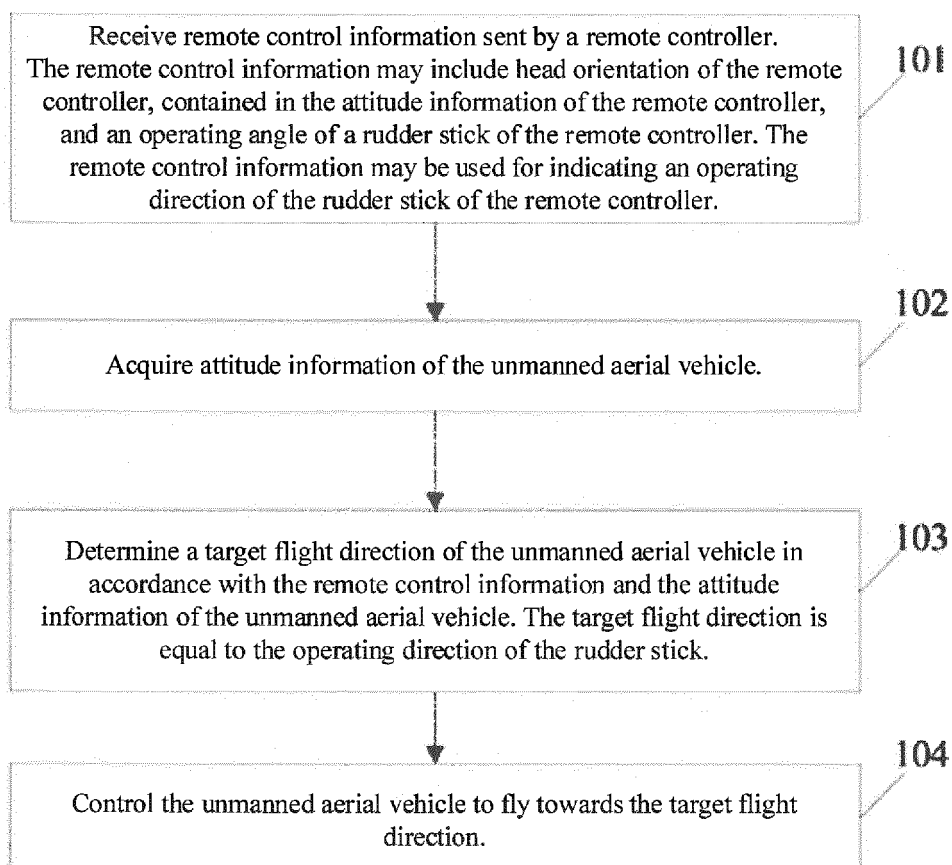 Receive remote control information sent by a remote controller.
The remote control information may include head orientation of the remote
controller, contained in the attitude information of the remote controller,
and an operating angle of a rudder stick of the remote controller. The
remote control information may be used for indicating an operating
direction of the rudder stick of the remote controller.
101
Acquire attitude information of the unmanned aerial vehicle.
102
Determine a target flight direction of the unmanned aerial vehicle in
accordance with the remote control information and the attitude
information of the unmanned aerial vehicle. The target flight direction is
equal to the operating direction of the rudder stick.
103
Control the unmanned aerial vehicle to fly towards the target flight
direction.
104